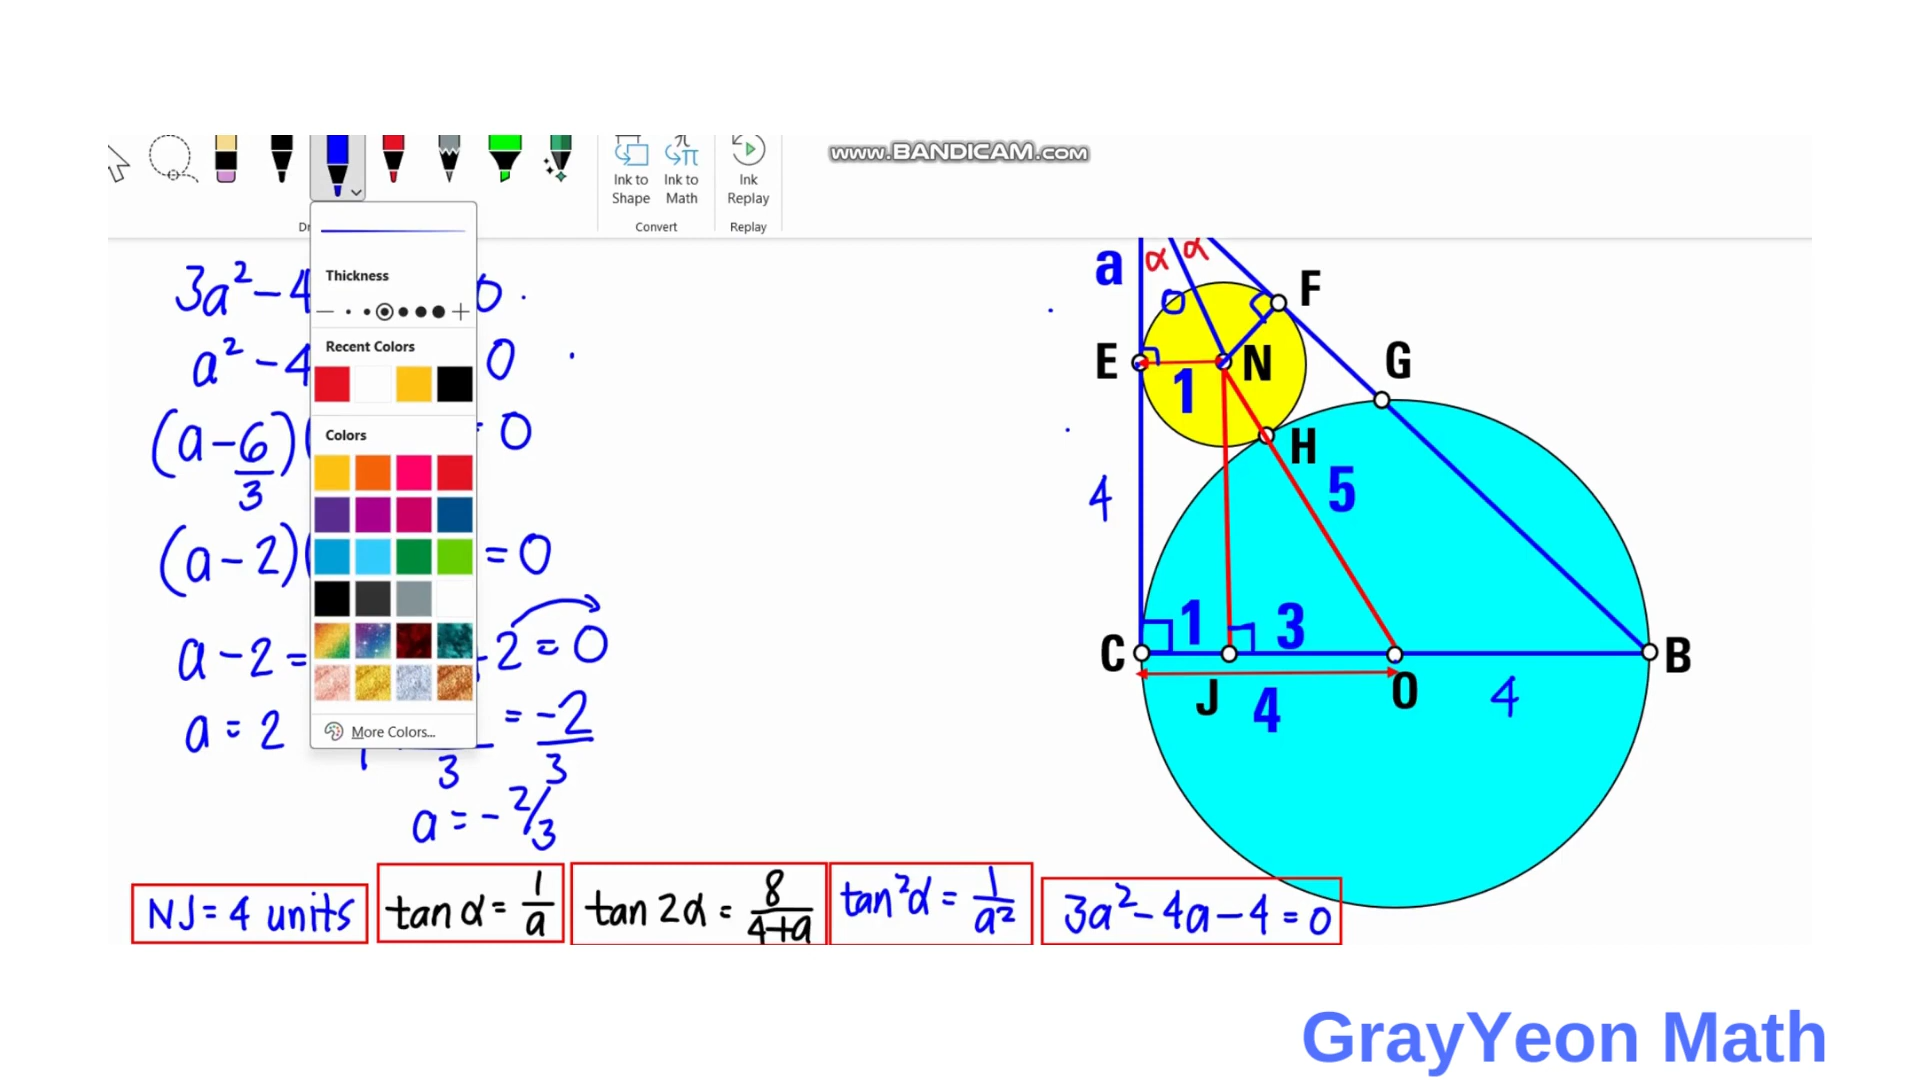 www.BANDICAM.com
Ink to Shape
Ink to Math
Ink Replay
Convert
Replay
Thickness
Recent Colors
Colors
More Colors...
3a² - 4
0
a² - 4
0
(a - 6/3)(
= 0
(a - 2)(
= 0
a - 2 =
-2 = 0
a = 2
= -2/3
3
a = -2/3
a
α α
F
E
N
G
1
H
5
4
C
1
3
B
J
4
O
4
NJ = 4 units
tan α = 1/a
tan 2α = 8/(4+a)
tan²α = 1/a²
3a² - 4a - 4 = 0
GrayYeon Math